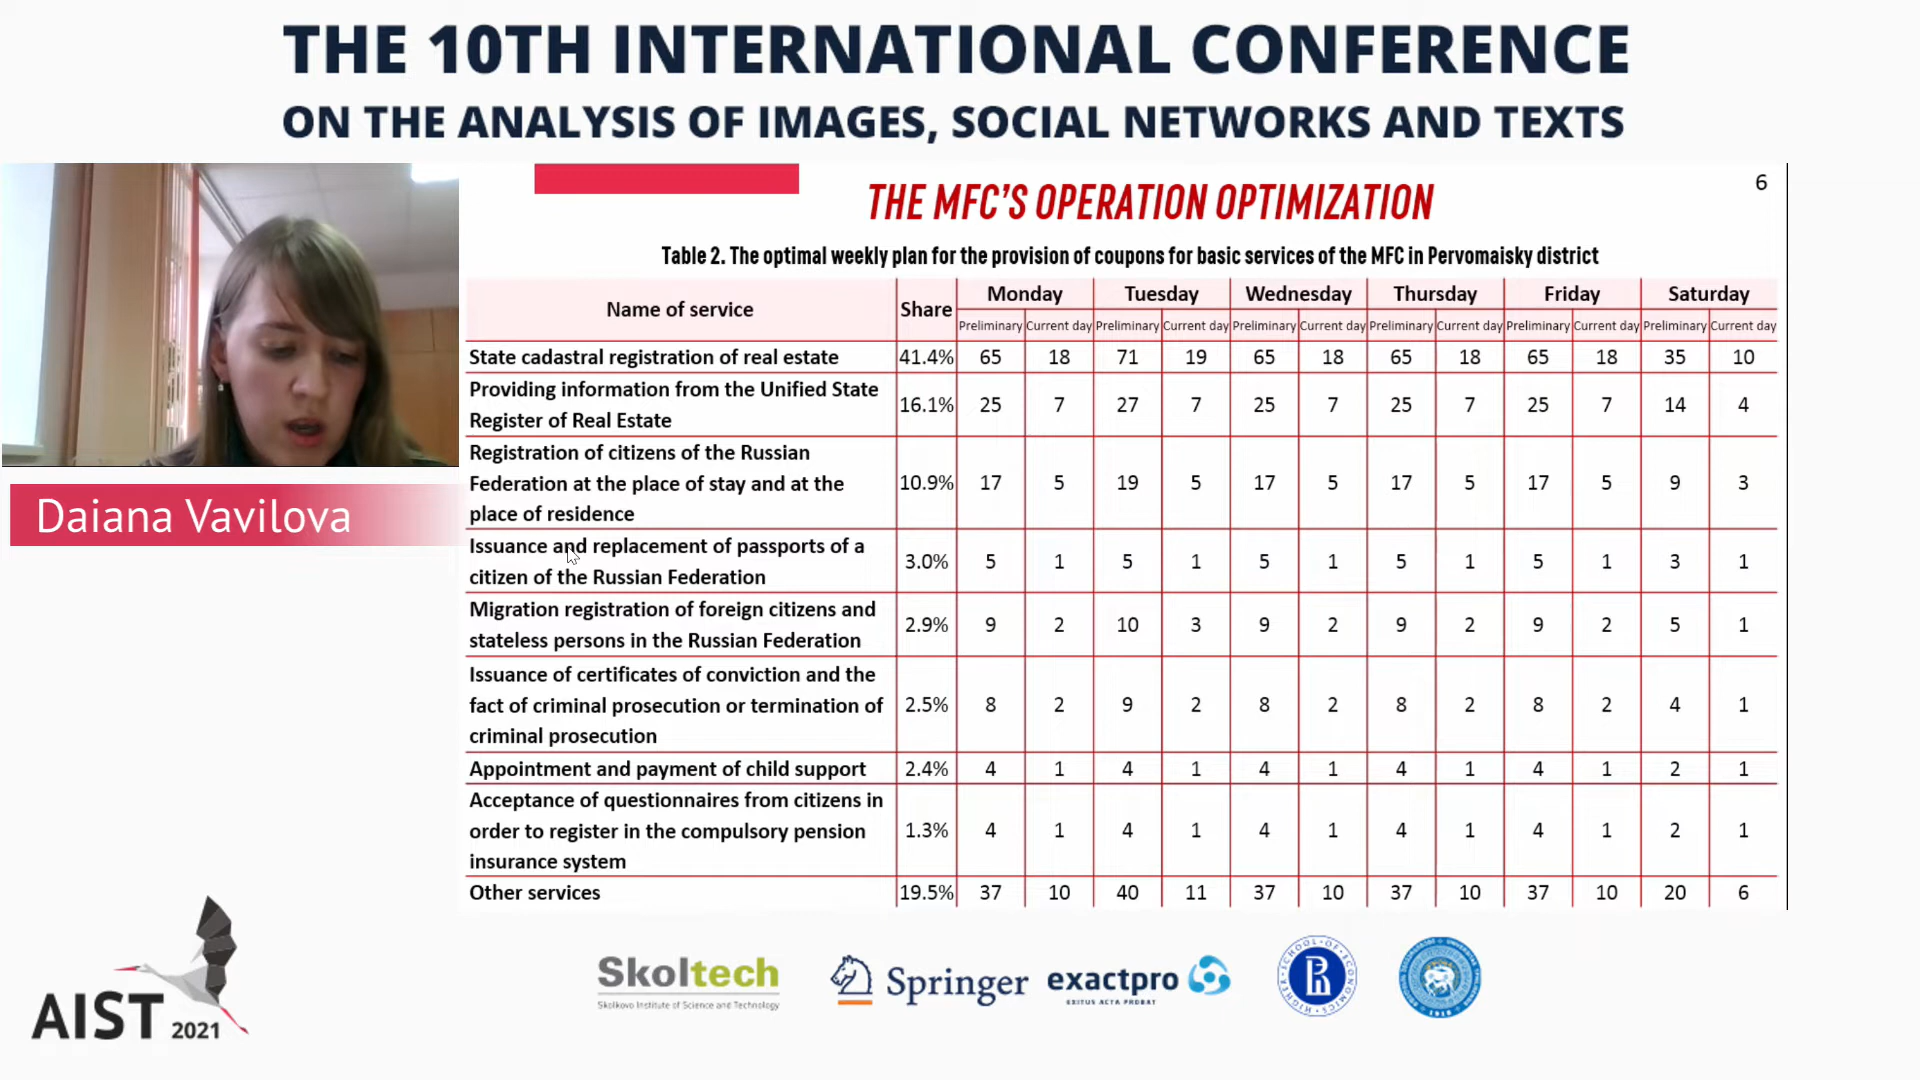 THE 10TH INTERNATIONAL CONFERENCE
ON THE ANALYSIS OF IMAGES, SOCIAL NETWORKS AND TEXTS
6
THE MFC'S OPERATION OPTIMIZATION
Table 2. The optimal weekly plan for the provision of coupons for basic services of the MFC in Pervomaisky district
Name of service Share Monday Tuesday Wednesday Thursday Friday Saturday
Preliminary Current day Preliminary Current day Preliminary Current day Preliminary Current day Preliminary Current day Preliminary Current day
State cadastral registration of real estate 41.4% 65 18 71 19 65 18 65 18 65 18 35 10
Providing information from the Unified State
Register of Real Estate 16.1% 25 7 27 7 25 7 25 7 25 7 14 4
Registration of citizens of the Russian
Federation at the place of stay and at the
place of residence 10.9% 17 5 19 5 17 5 17 5 17 5 9 3
Issuance and replacement of passports of a
citizen of the Russian Federation 3.0% 5 1 5 1 5 1 5 1 5 1 3 1
Migration registration of foreign citizens and
stateless persons in the Russian Federation 2.9% 9 2 10 3 9 2 9 2 9 2 5 1
Issuance of certificates of conviction and the
fact of criminal prosecution or termination of
criminal prosecution 2.5% 8 2 9 2 8 2 8 2 8 2 4 1
Appointment and payment of child support 2.4% 4 1 4 1 4 1 4 1 4 1 2 1
Acceptance of questionnaires from citizens in
order to register in the compulsory pension
insurance system 1.3% 4 1 4 1 4 1 4 1 4 1 2 1
Other services 19.5% 37 10 40 11 37 10 37 10 37 10 20 6
Daiana Vavilova
AIST 2021
Skoltech
Skolkovo Institute of Science and Technology
Springer
exactpro
EXITUS ACTA PROBAT
HIGHER SCHOOL OF ECONOMICS